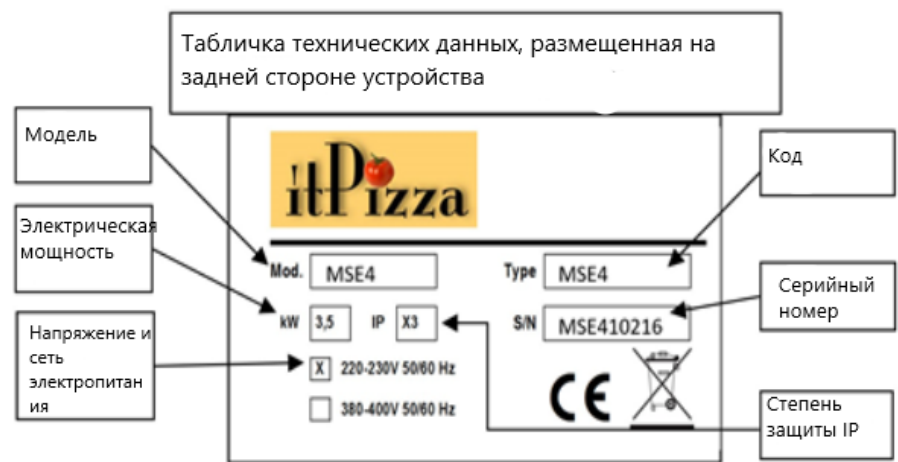 Табличка технических данных, размещенная на
задней стороне устройства
Модель
Код
itPizza
Электрическая
мощность
Mod. MSE4
Type MSE4
Серийный
номер
kW 3,5 IP X3
S/N MSE410216
Напряжение и
сеть
электропитан
ия
X 220-230V 50/60 Hz
380-400V 50/60 Hz
CE
Степень
защиты IP